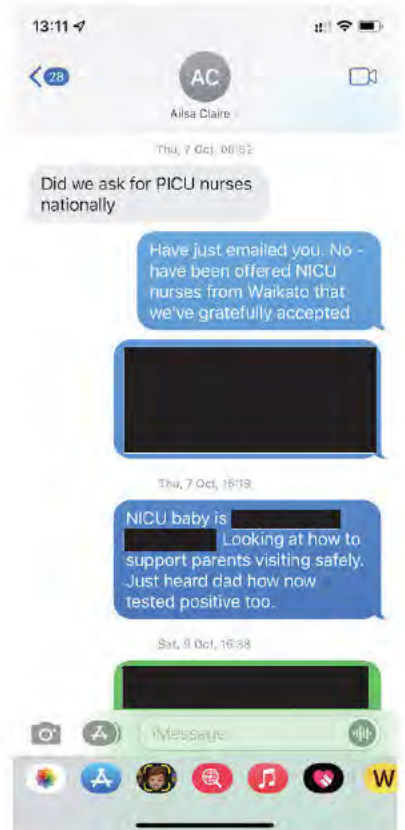 13:11
28
AC
Ailsa Claire
Thu, 7 Oct, 06:52
Did we ask for PICU nurses
nationally
Have just emailed you. No -
have been offered NICU
nurses from Waikato that
we've gratefully accepted
Thu, 7 Oct, 16:19
NICU baby is
Looking at how to
support parents visiting safely.
Just heard dad how now
tested positive too.
Sat, 9 Oct, 16:38
iMessage
W